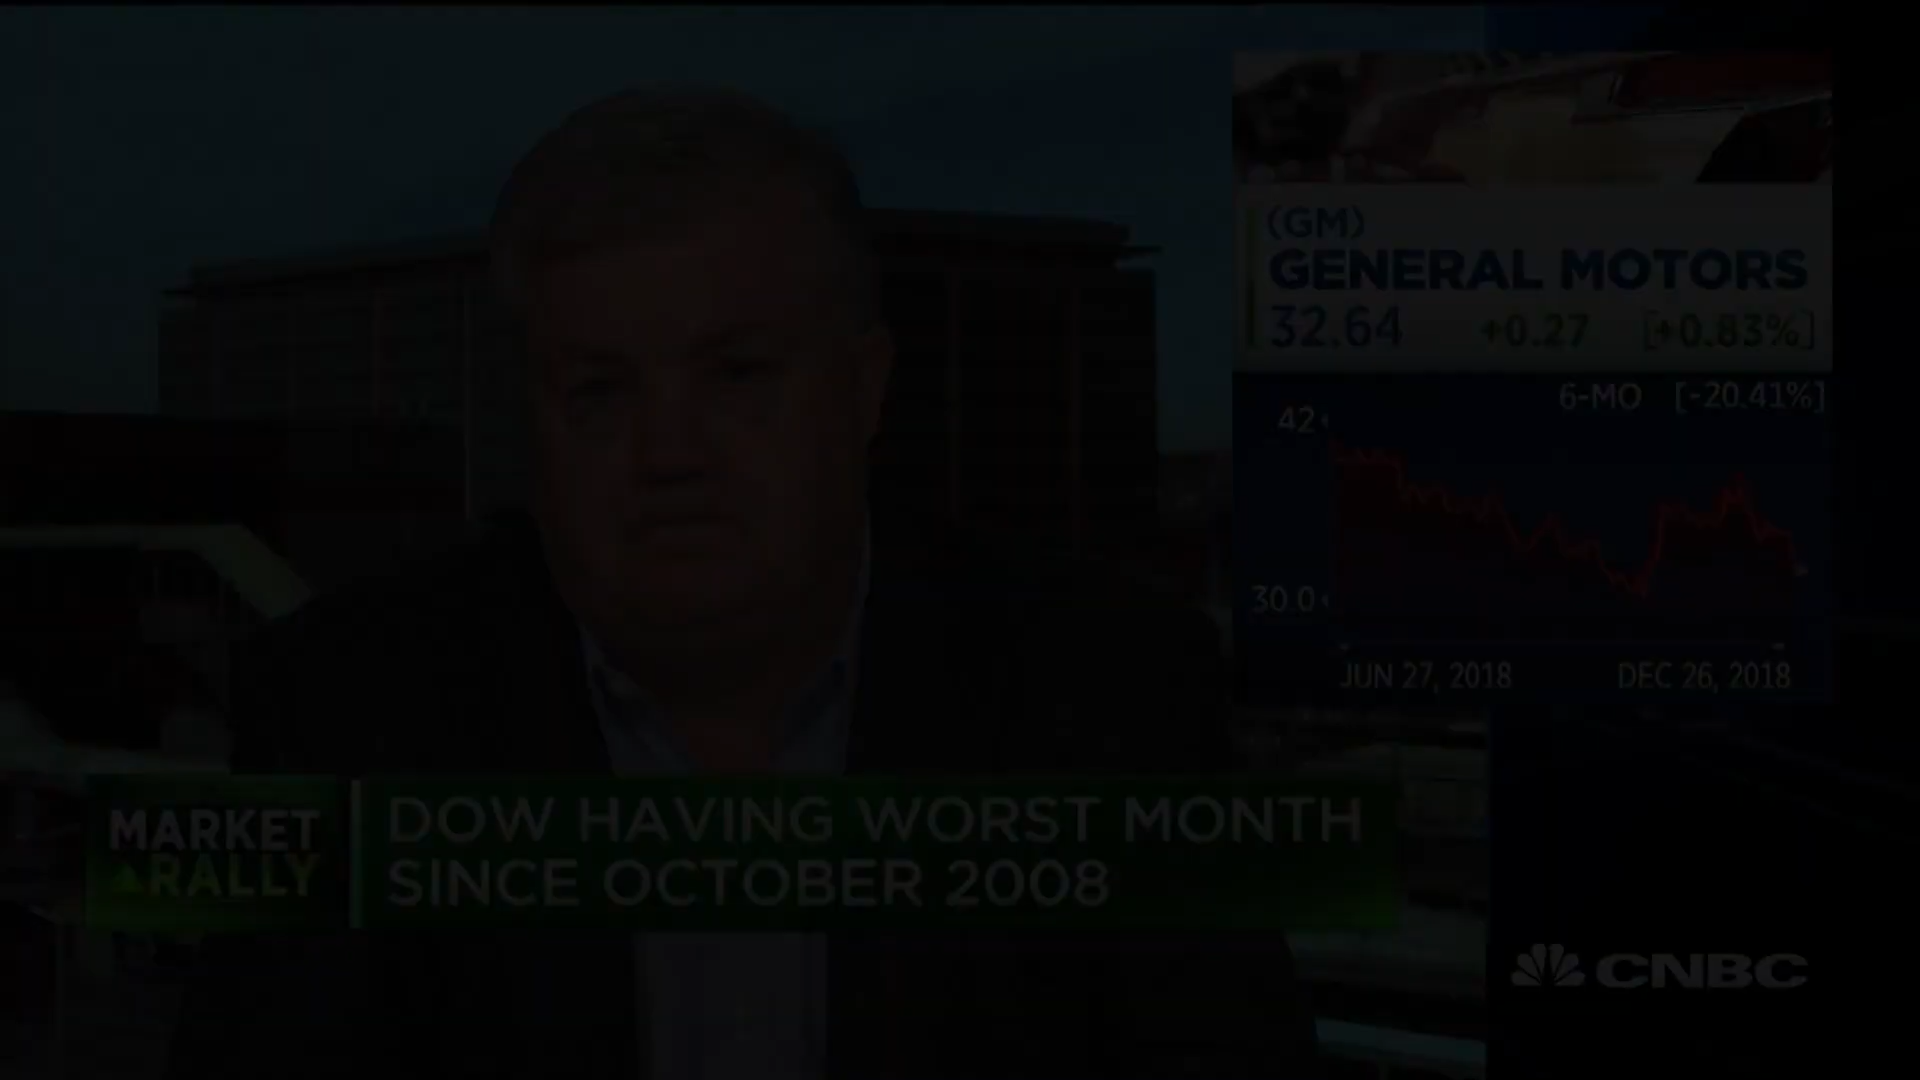 (GM)
GENERAL MOTORS
32.64 +0.27 [+0.83%]
6-MO [-20.41%]
42
30.0
JUN 27, 2018 DEC 26, 2018
MARKET
RALLY
DOW HAVING WORST MONTH
SINCE OCTOBER 2008
CNBC